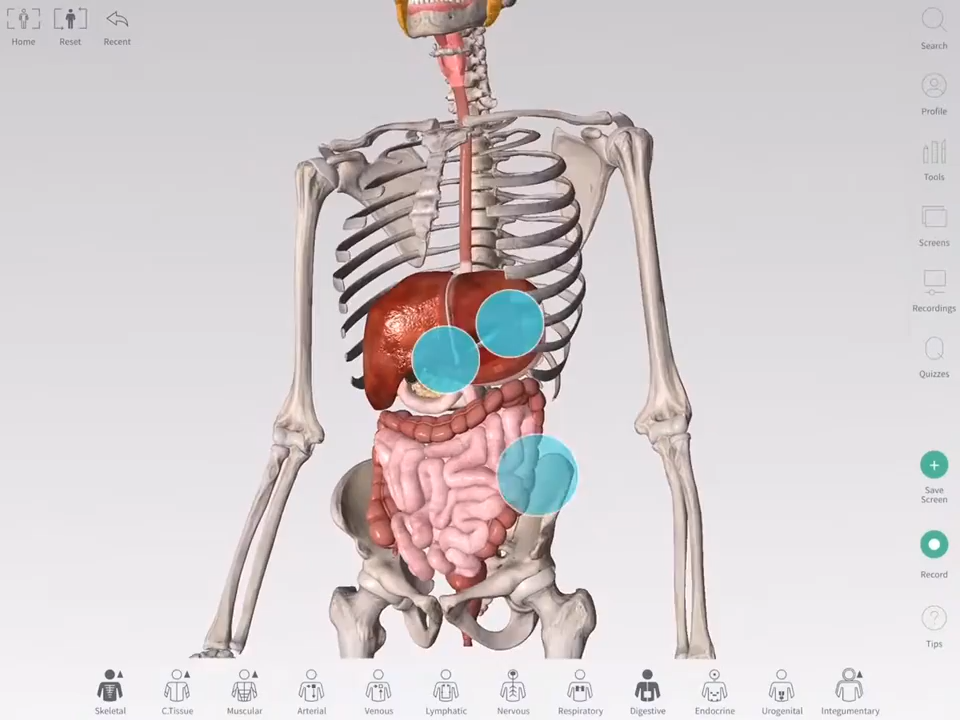 Home
Reset
Recent
Search
Profile
Tools
Screens
Recordings
Quizzes
Save
Screen
Record
Tips
Skeletal
C.Tissue
Muscular
Arterial
Venous
Lymphatic
Nervous
Respiratory
Digestive
Endocrine
Urogenital
Integumentary